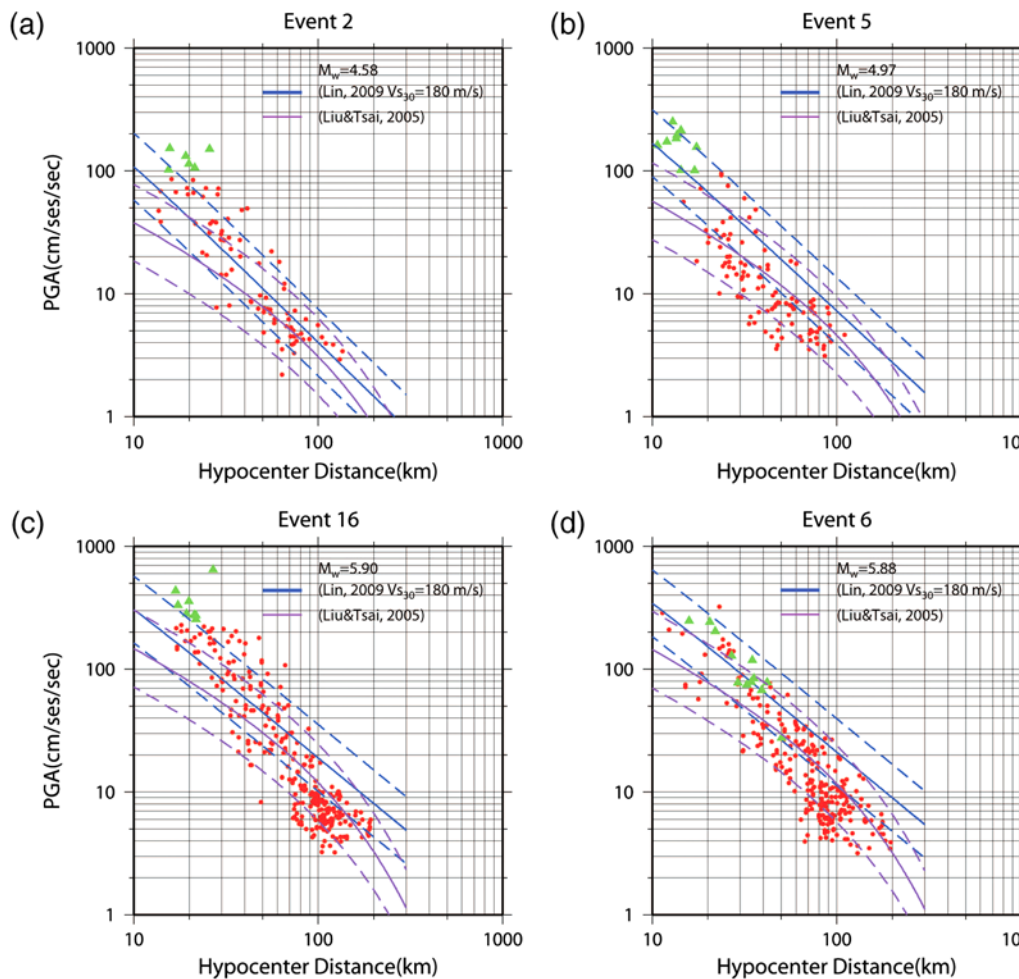 (a)
Event 2
1000
100
10
1
PGA(cm/ses/sec)
M_w=4.58
(Lin, 2009 Vs_30=180 m/s)
(Liu&Tsai, 2005)
10
100
1000
Hypocenter Distance(km)
(b)
Event 5
1000
100
10
1
M_w=4.97
(Lin, 2009 Vs_30=180 m/s)
(Liu&Tsai, 2005)
10
100
Hypocenter Distance(km)
(c)
Event 16
1000
100
10
1
PGA(cm/ses/sec)
M_w=5.90
(Lin, 2009 Vs_30=180 m/s)
(Liu&Tsai, 2005)
10
100
1000
Hypocenter Distance(km)
(d)
Event 6
1000
100
10
1
M_w=5.88
(Lin, 2009 Vs_30=180 m/s)
(Liu&Tsai, 2005)
10
100
Hypocenter Distance(km)